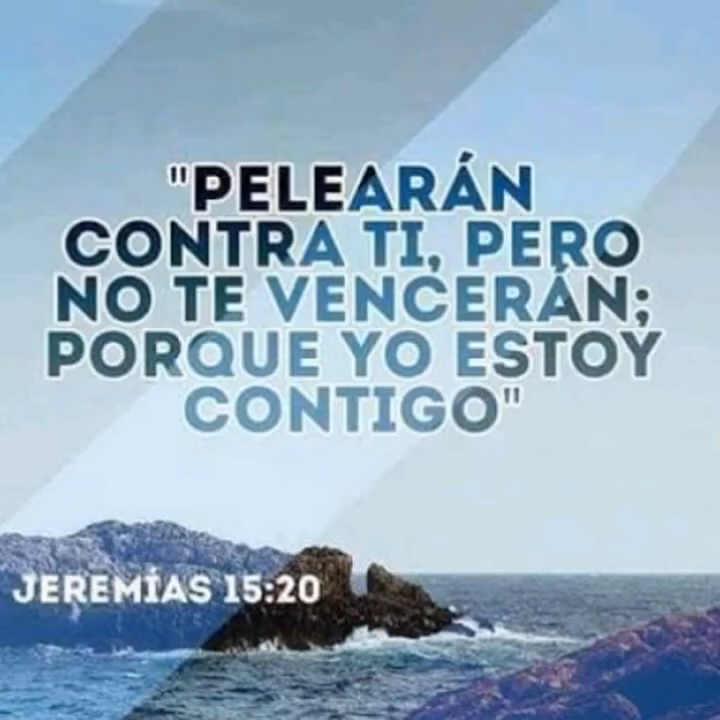 "PELEARÁN
CONTRA TI, PERO
NO TE VENCERÁN;
PORQUE YO ESTOY
CONTIGO"
JEREMÍAS 15:20